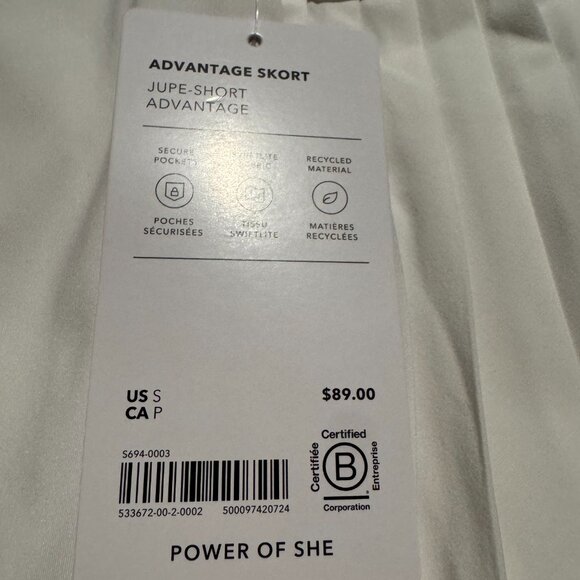 ADVANTAGE SKORT
JUPE-SHORT
ADVANTAGE
SECURE
POCKETS
RECYCLED
MATERIAL
POCHES
SÉCURISÉES
TISSU
SWIFTLITE
MATIÈRES
RECYCLÉES
US S
CA P
$89.00
S694-0003
533672-00-2-0002 500097420724
Certified
Certifiée
B
Entreprise
Corporation
POWER OF SHE